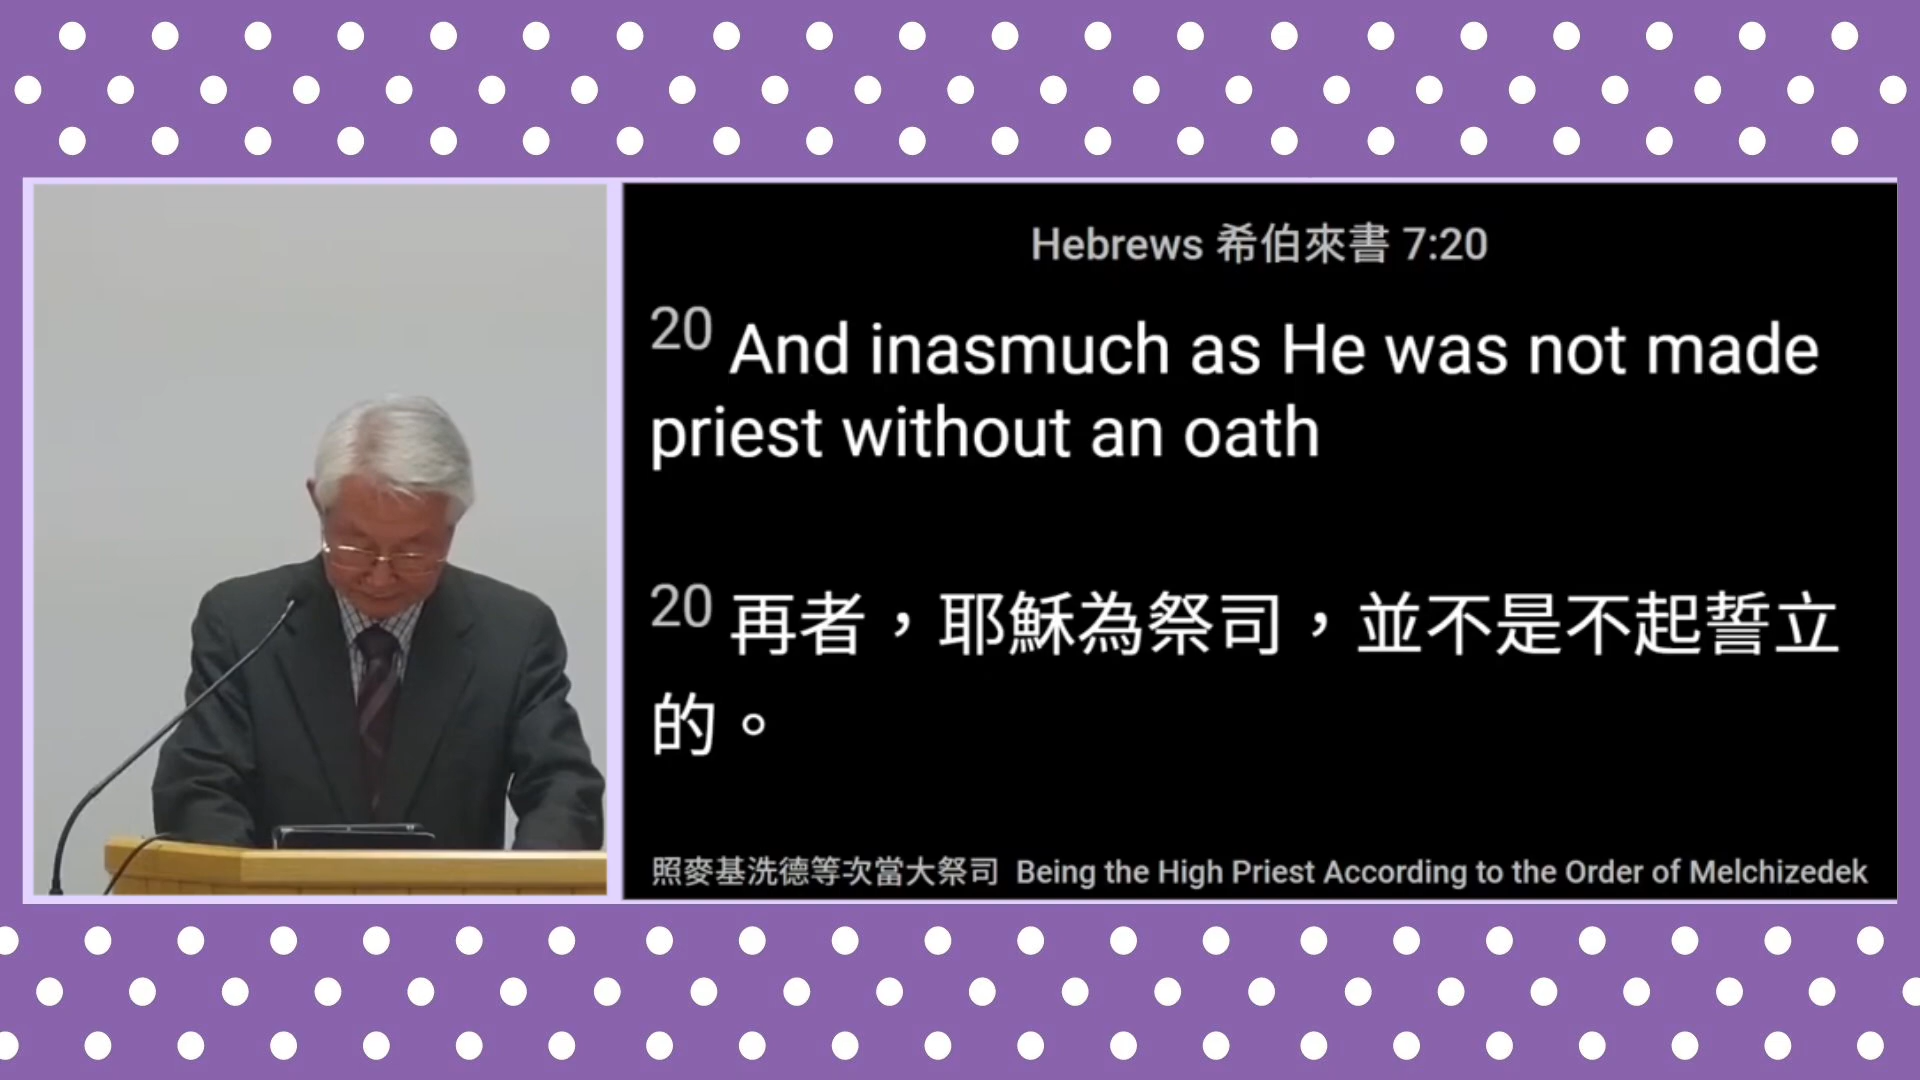 Hebrews 希伯來書 7:20
20 And inasmuch as He was not made
priest without an oath
20 再者，耶穌為祭司，並不是不起誓立
的。
照麥基洗德等次當大祭司 Being the High Priest According to the Order of Melchizedek